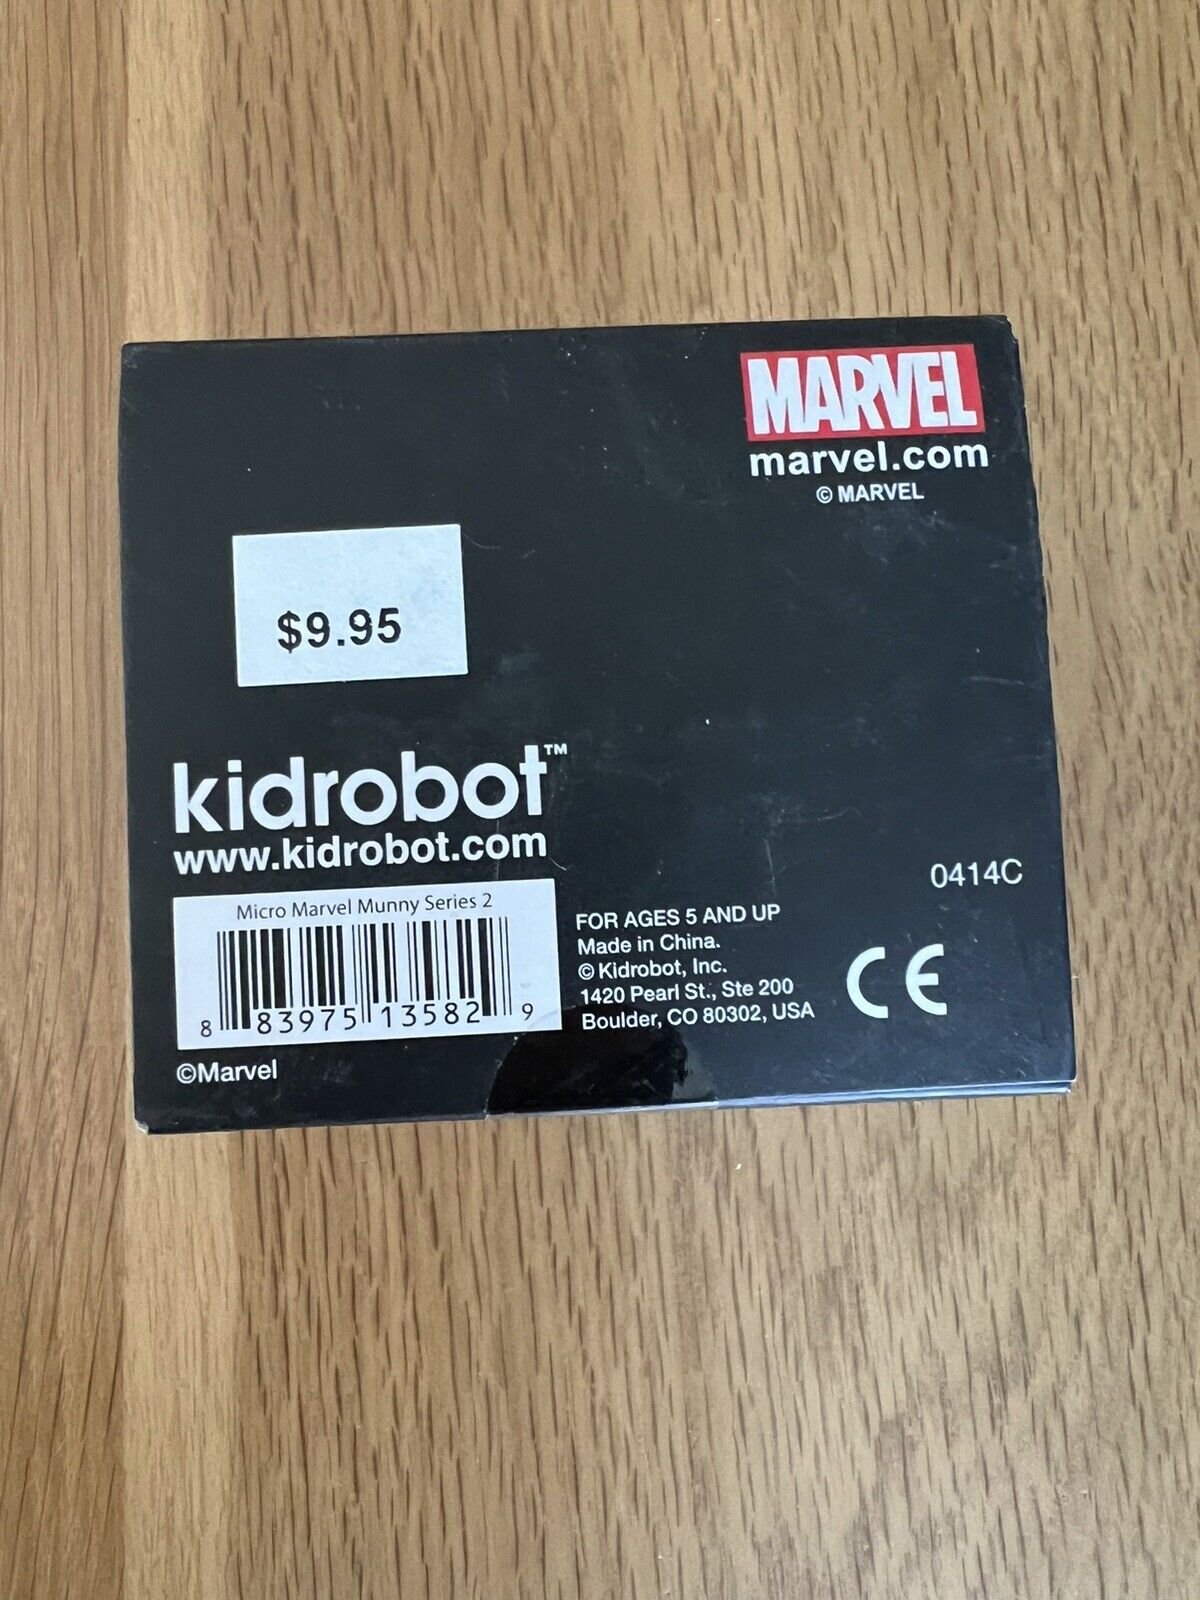 MARVEL
marvel.com
© MARVEL
$9.95
kidrobot™
www.kidrobot.com
0414C
Micro Marvel Munny Series 2
8 83975 13582 9
©Marvel
FOR AGES 5 AND UP
Made in China.
© Kidrobot, Inc.
1420 Pearl St., Ste 200
Boulder, CO 80302, USA
CE